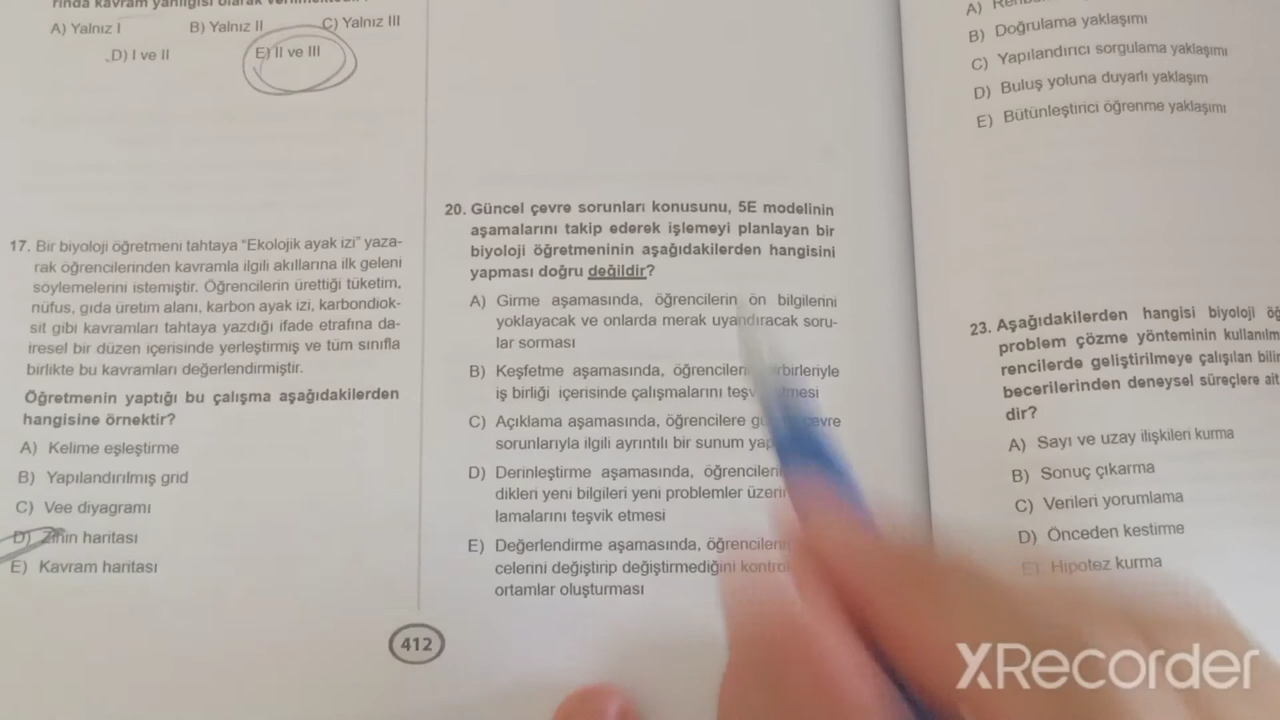 rında kavram yanılgısı olarak
A) Yalnız I B) Yalnız II C) Yalnız III
D) I ve II E) II ve III
17. Bir biyoloji öğretmeni tahtaya “Ekolojik ayak izi” yaza-
rak öğrencilerinden kavramla ilgili akıllarına ilk geleni
söylemelerini istemiştir. Öğrencilerin ürettiği tüketim,
nüfus, gıda üretim alanı, karbon ayak izi, karbondiok-
sit gibi kavramları tahtaya yazdığı ifade etrafına da-
iresel bir düzen içerisinde yerleştirmiş ve tüm sınıfla
birlikte bu kavramları değerlendirmiştir.
Öğretmenin yaptığı bu çalışma aşağıdakilerden
hangisine örnektir?
A) Kelime eşleştirme
B) Yapılandırılmış grid
C) Vee diyagramı
D) Zihin haritası
E) Kavram haritası
20. Güncel çevre sorunları konusunu, 5E modelinin
aşamalarını takip ederek işlemeyi planlayan bir
biyoloji öğretmeninin aşağıdakilerden hangisini
yapması doğru değildir?
A) Girme aşamasında, öğrencilerin ön bilgilerini
yoklayacak ve onlarda merak uyandıracak soru-
lar sorması
B) Keşfetme aşamasında, öğrencilerin
iş birliği içerisinde çalışmalarını
C) Açıklama aşamasında, öğrencilere çevre
sorunlarıyla ilgili ayrıntılı bir sunum
D) Derinleştirme aşamasında,
dikleri yeni bilgileri yeni problemler
lamalarını teşvik etmesi
E) Değerlendirme aşamasında,
celerini değiştirip değiştirmediğini
ortamlar oluşturması
412
A)
B) Doğrulama yaklaşımı
C) Yapılandırıcı sorgulama yaklaşımı
D) Buluş yoluna duyarlı yaklaşım
E) Bütünleştirici öğrenme yaklaşımı
23. Aşağıdakilerden hangisi biyoloji
problem çözme yönteminin
rencilerde geliştirilmeye çalışılan
becerilerinden deneysel süreçlere ait
dir?
A) Sayı ve uzay ilişkileri kurma
B) Sonuç çıkarma
C) Verileri yorumlama
D) Önceden kestirme
E) Hipotez kurma
XRecorder